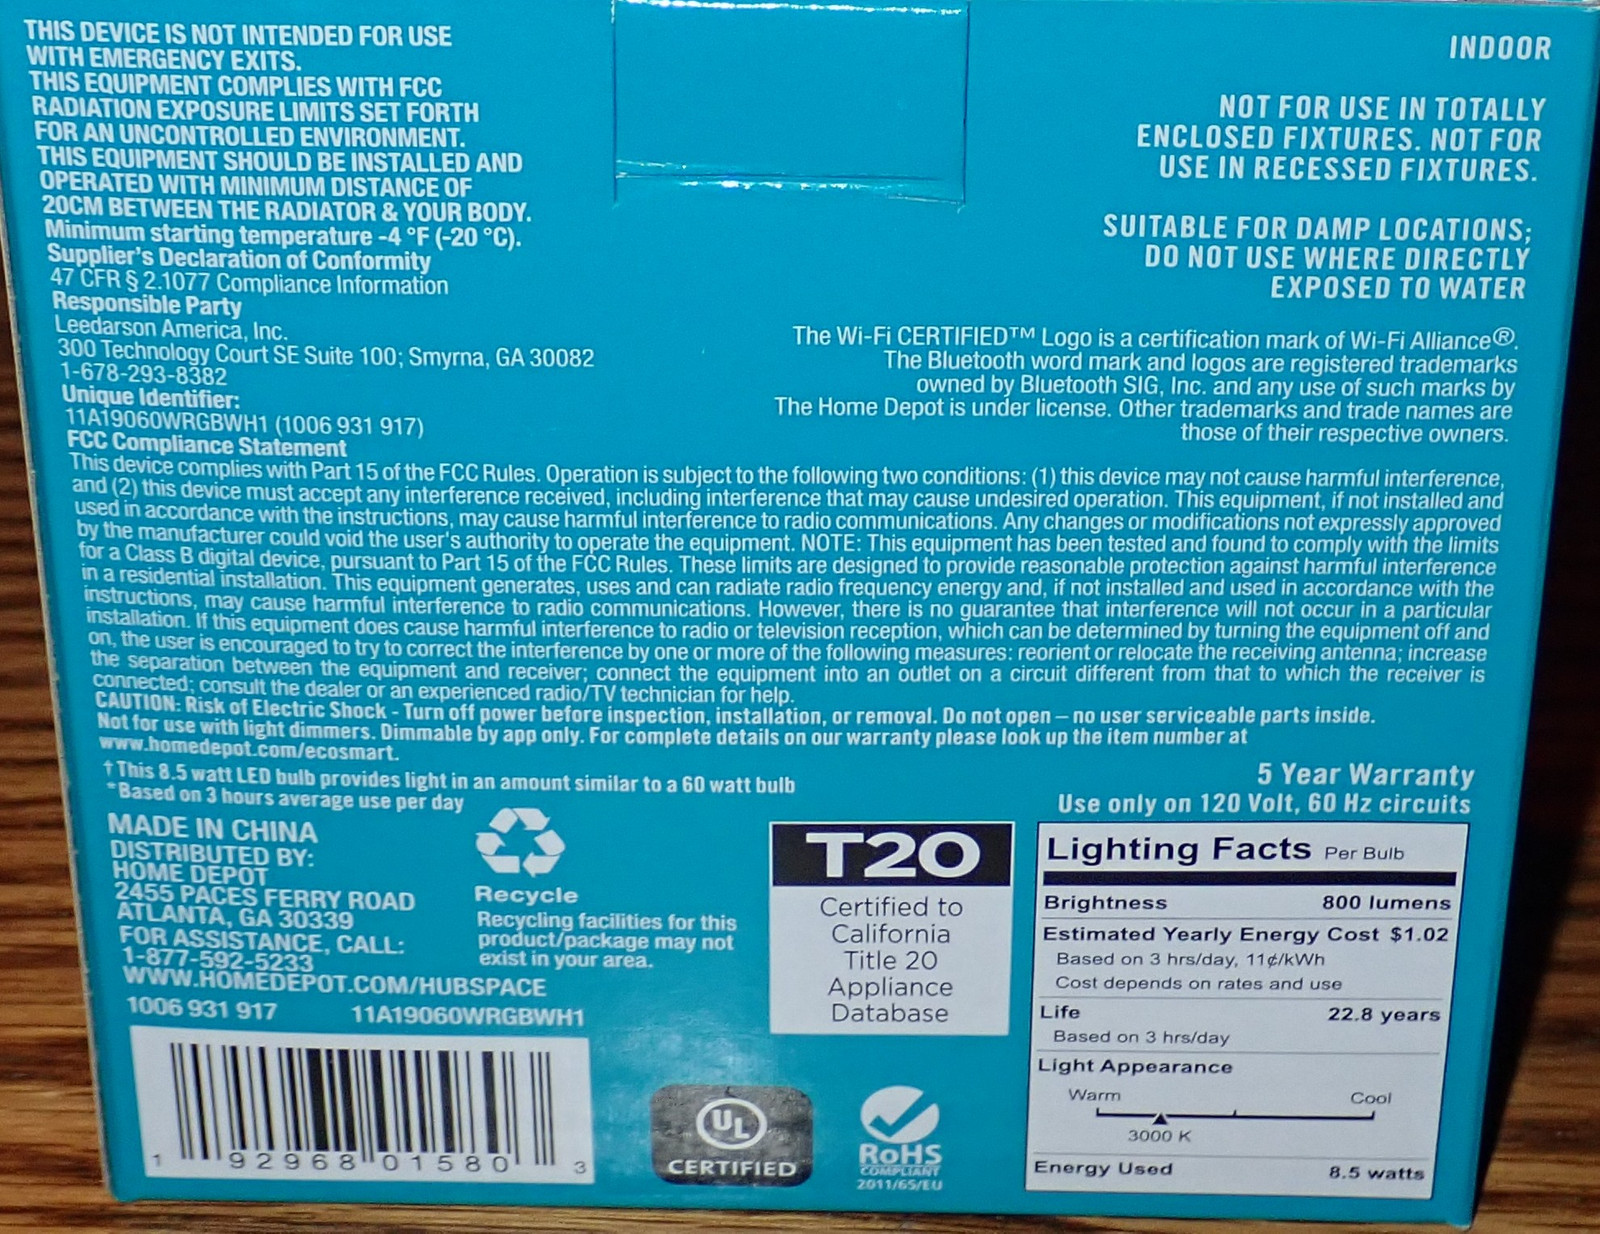 THIS DEVICE IS NOT INTENDED FOR USE
WITH EMERGENCY EXITS.
THIS EQUIPMENT COMPLIES WITH FCC
RADIATION EXPOSURE LIMITS SET FORTH
FOR AN UNCONTROLLED ENVIRONMENT.
THIS EQUIPMENT SHOULD BE INSTALLED AND
OPERATED WITH MINIMUM DISTANCE OF
20CM BETWEEN THE RADIATOR & YOUR BODY.
Minimum starting temperature -4 °F (-20 °C).
Supplier's Declaration of Conformity
47 CFR § 2.1077 Compliance Information
Responsible Party
Leedarson America, Inc.
300 Technology Court SE Suite 100; Smyrna, GA 30082
1-678-293-8382
Unique Identifier:
11A19060WRGBWH1 (1006 931 917)
INDOOR
NOT FOR USE IN TOTALLY
ENCLOSED FIXTURES. NOT FOR
USE IN RECESSED FIXTURES.
SUITABLE FOR DAMP LOCATIONS;
DO NOT USE WHERE DIRECTLY
EXPOSED TO WATER
The Wi-Fi CERTIFIED™ Logo is a certification mark of Wi-Fi Alliance®.
The Bluetooth word mark and logos are registered trademarks
owned by Bluetooth SIG, Inc. and any use of such marks by
The Home Depot is under license. Other trademarks and trade names are
those of their respective owners.
FCC Compliance Statement
This device complies with Part 15 of the FCC Rules. Operation is subject to the following two conditions: (1) this device may not cause harmful interference,
and (2) this device must accept any interference received, including interference that may cause undesired operation. This equipment, if not installed and
used in accordance with the instructions, may cause harmful interference to radio communications. Any changes or modifications not expressly approved
by the manufacturer could void the user's authority to operate the equipment. NOTE: This equipment has been tested and found to comply with the limits
for a Class B digital device, pursuant to Part 15 of the FCC Rules. These limits are designed to provide reasonable protection against harmful interference
in a residential installation. This equipment generates, uses and can radiate radio frequency energy and, if not installed and used in accordance with the
instructions, may cause harmful interference to radio communications. However, there is no guarantee that interference will not occur in a particular
installation. If this equipment does cause harmful interference to radio or television reception, which can be determined by turning the equipment off and
on, the user is encouraged to try to correct the interference by one or more of the following measures: reorient or relocate the receiving antenna; increase
the separation between the equipment and receiver; connect the equipment into an outlet on a circuit different from that to which the receiver is
connected; consult the dealer or an experienced radio/TV technician for help.
CAUTION: Risk of Electric Shock - Turn off power before inspection, installation, or removal. Do not open – no user serviceable parts inside.
Not for use with light dimmers. Dimmable by app only. For complete details on our warranty please look up the item number at
www.homedepot.com/ecosmart.
† This 8.5 watt LED bulb provides light in an amount similar to a 60 watt bulb
*Based on 3 hours average use per day
5 Year Warranty
Use only on 120 Volt, 60 Hz circuits
MADE IN CHINA
DISTRIBUTED BY:
HOME DEPOT
2455 PACES FERRY ROAD
ATLANTA, GA 30339
FOR ASSISTANCE, CALL:
1-877-592-5233
WWW.HOMEDEPOT.COM/HUBSPACE
1006 931 917 11A19060WRGBWH1
1 92968 01580 3
Recycle
Recycling facilities for this
product/package may not
exist in your area.
T20
Certified to
California
Title 20
Appliance
Database
UL
CERTIFIED
RoHS
COMPLIANT
2011/65/EU
Lighting Facts Per Bulb
Brightness 800 lumens
Estimated Yearly Energy Cost $1.02
Based on 3 hrs/day, 11¢/kWh
Cost depends on rates and use
Life 22.8 years
Based on 3 hrs/day
Light Appearance
Warm Cool
3000 K
Energy Used 8.5 watts